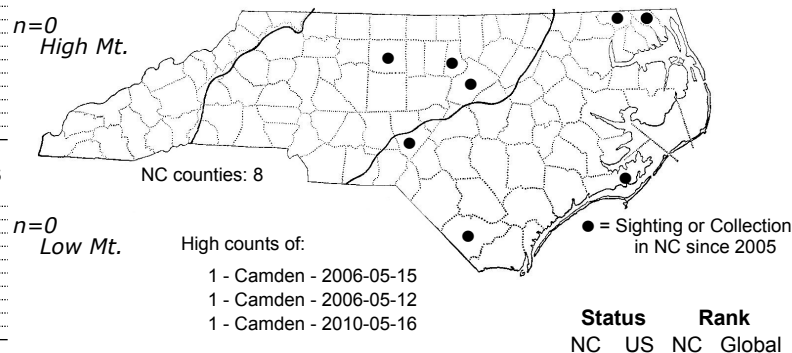 n=0
High Mt.
NC counties: 8
n=0
Low Mt.
High counts of:
1 - Camden - 2006-05-15
1 - Camden - 2006-05-12
1 - Camden - 2010-05-16
● = Sighting or Collection
in NC since 2005
Status Rank
NC US NC Global